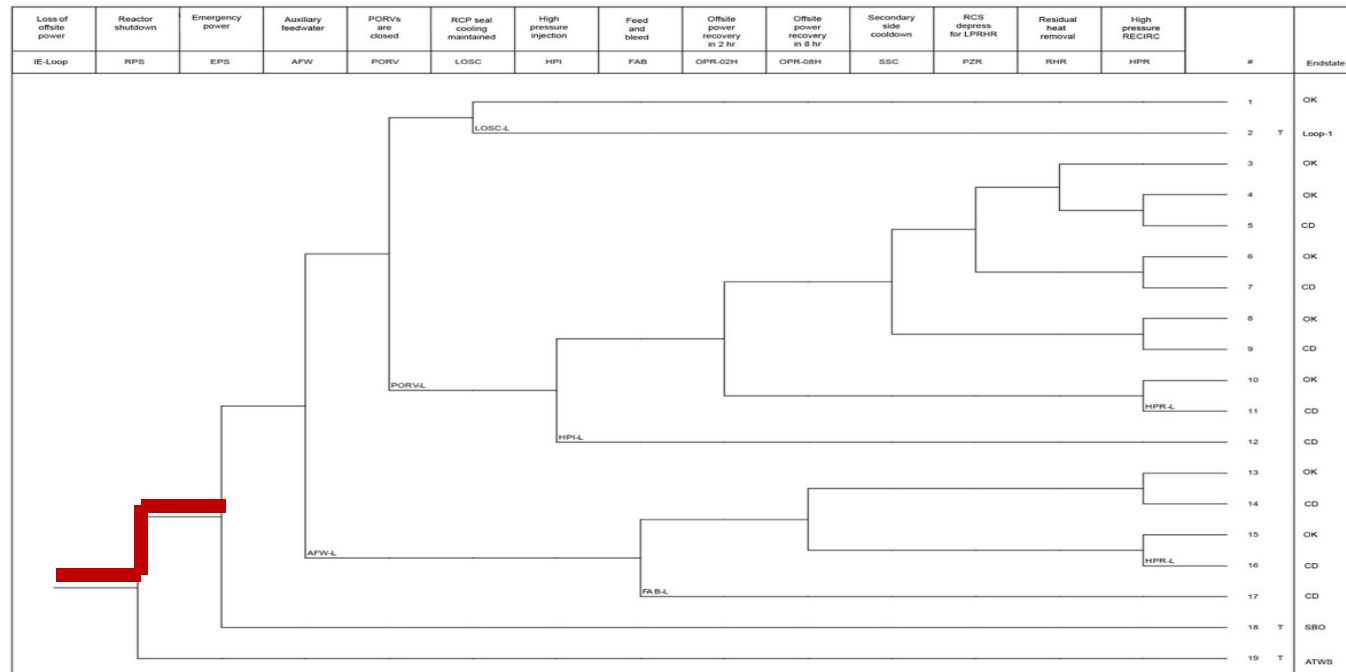 Loss of offsite power
Reactor shutdown
Emergency power
Auxiliary feedwater
PORVs are closed
RCP seal cooling maintained
High pressure injection
Feed and bleed
Offsite power recovery in 2 hr
Offsite power recovery in 8 hr
Secondary side cooldown
RCS depress for LPRHR
Residual heat removal
High pressure RECIRC
IE-Loop RPS EPS AFW PORV LOSC HPI FAB OPR-02H OPR-08H SSC PZR RHR HPR # Endstate
1 OK
LOSC-L 2 T Loop-1
3 OK
4 OK
5 CD
6 OK
7 CD
8 OK
9 CD
10 OK
PORV-L
HPR-L 11 CD
HPI-L 12 CD
13 OK
14 CD
15 OK
AFW-L
HPR-L 16 CD
FAB-L 17 CD
18 T SBO
19 T ATWS